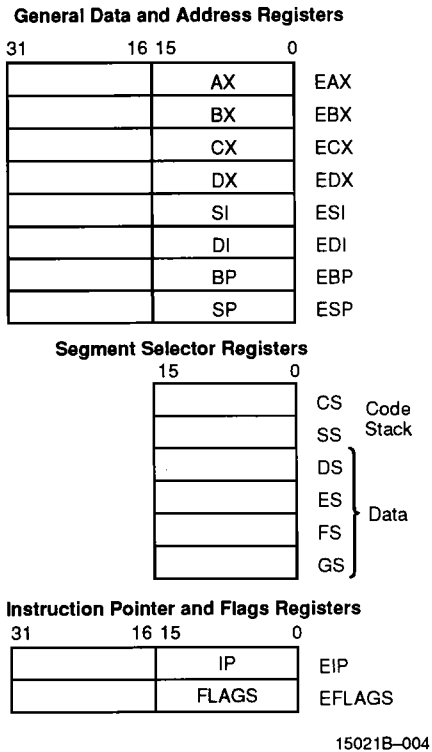 General Data and Address Registers
31 16 15 0
AX EAX
BX EBX
CX ECX
DX EDX
SI ESI
DI EDI
BP EBP
SP ESP
Segment Selector Registers
15 0
CS Code
SS Stack
DS
ES
FS
GS
Data
Instruction Pointer and Flags Registers
31 16 15 0
IP EIP
FLAGS EFLAGS
15021B–004